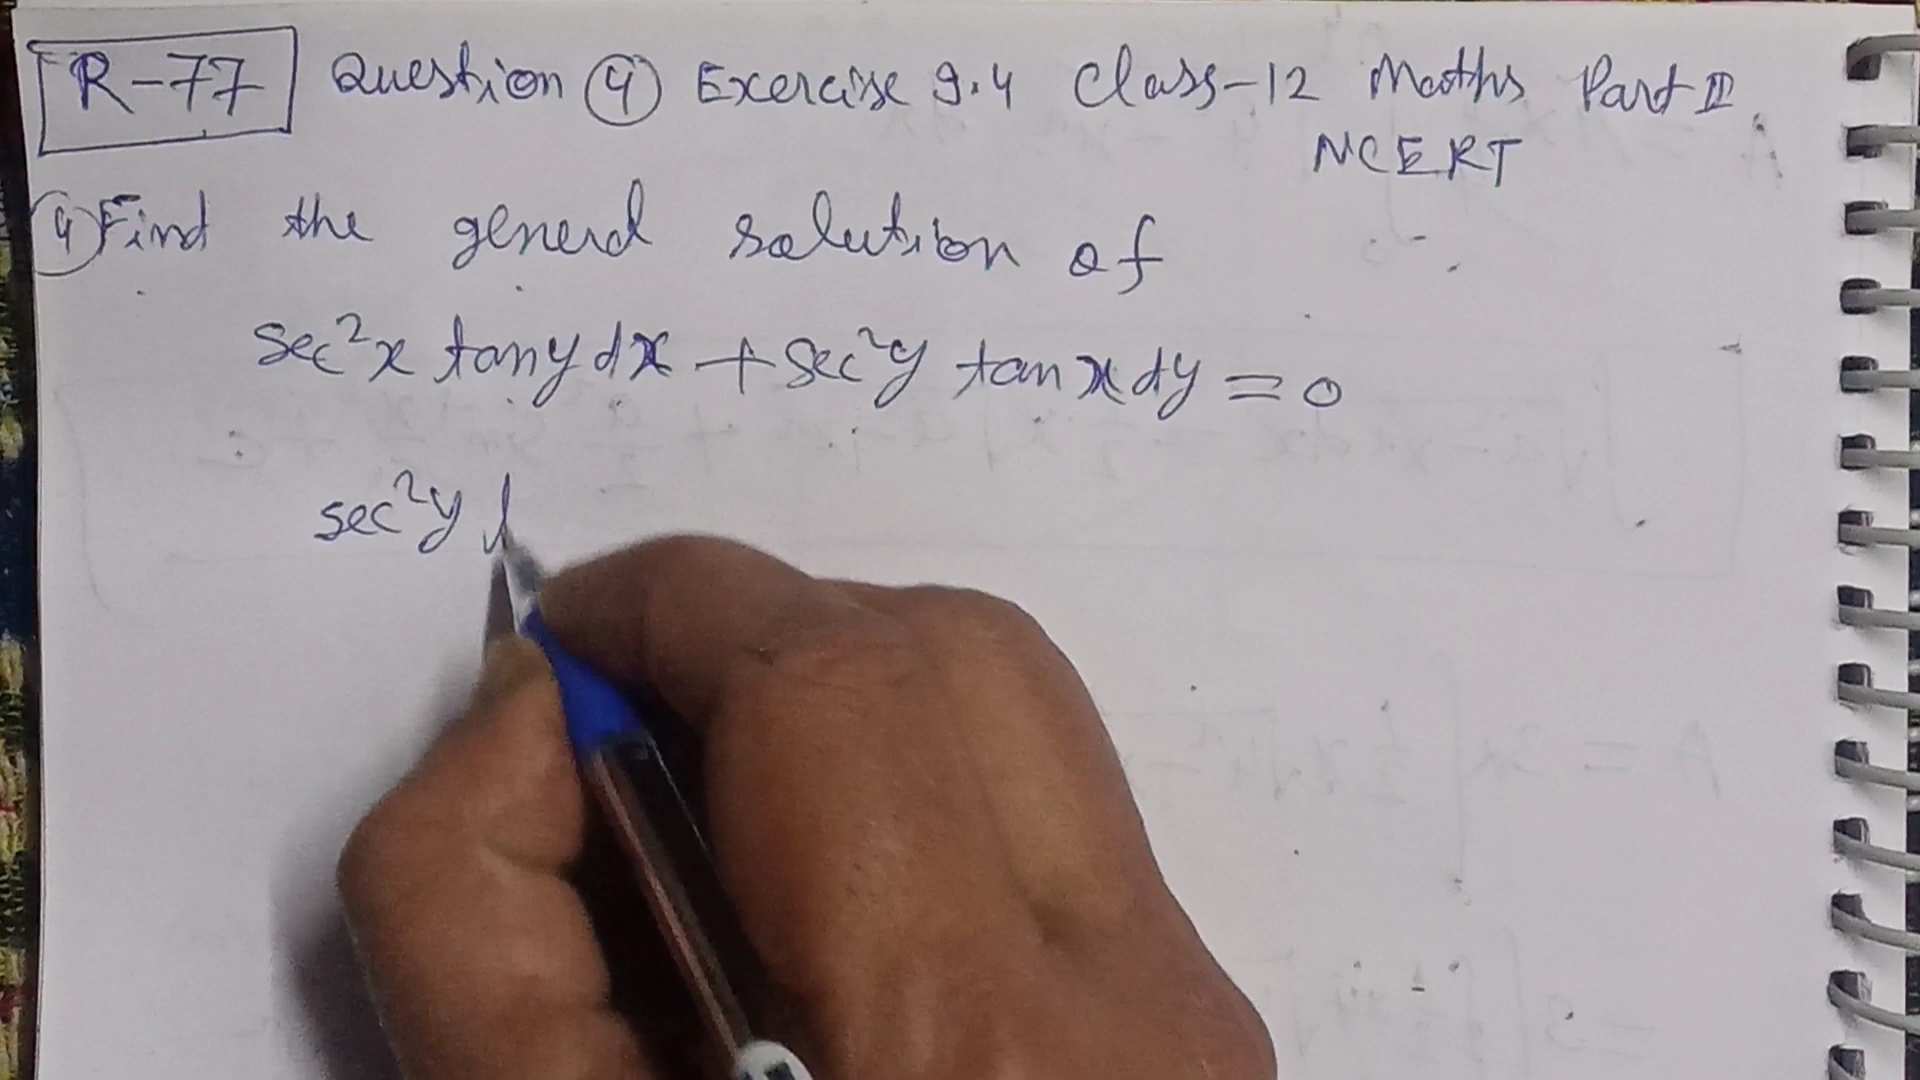 R-77 Question ④ Exercise 9.4 Class-12 Maths Part II
NCERT
④ Find the general solution of
sec²x tany dx + sec²y tan x dy = 0
sec²y